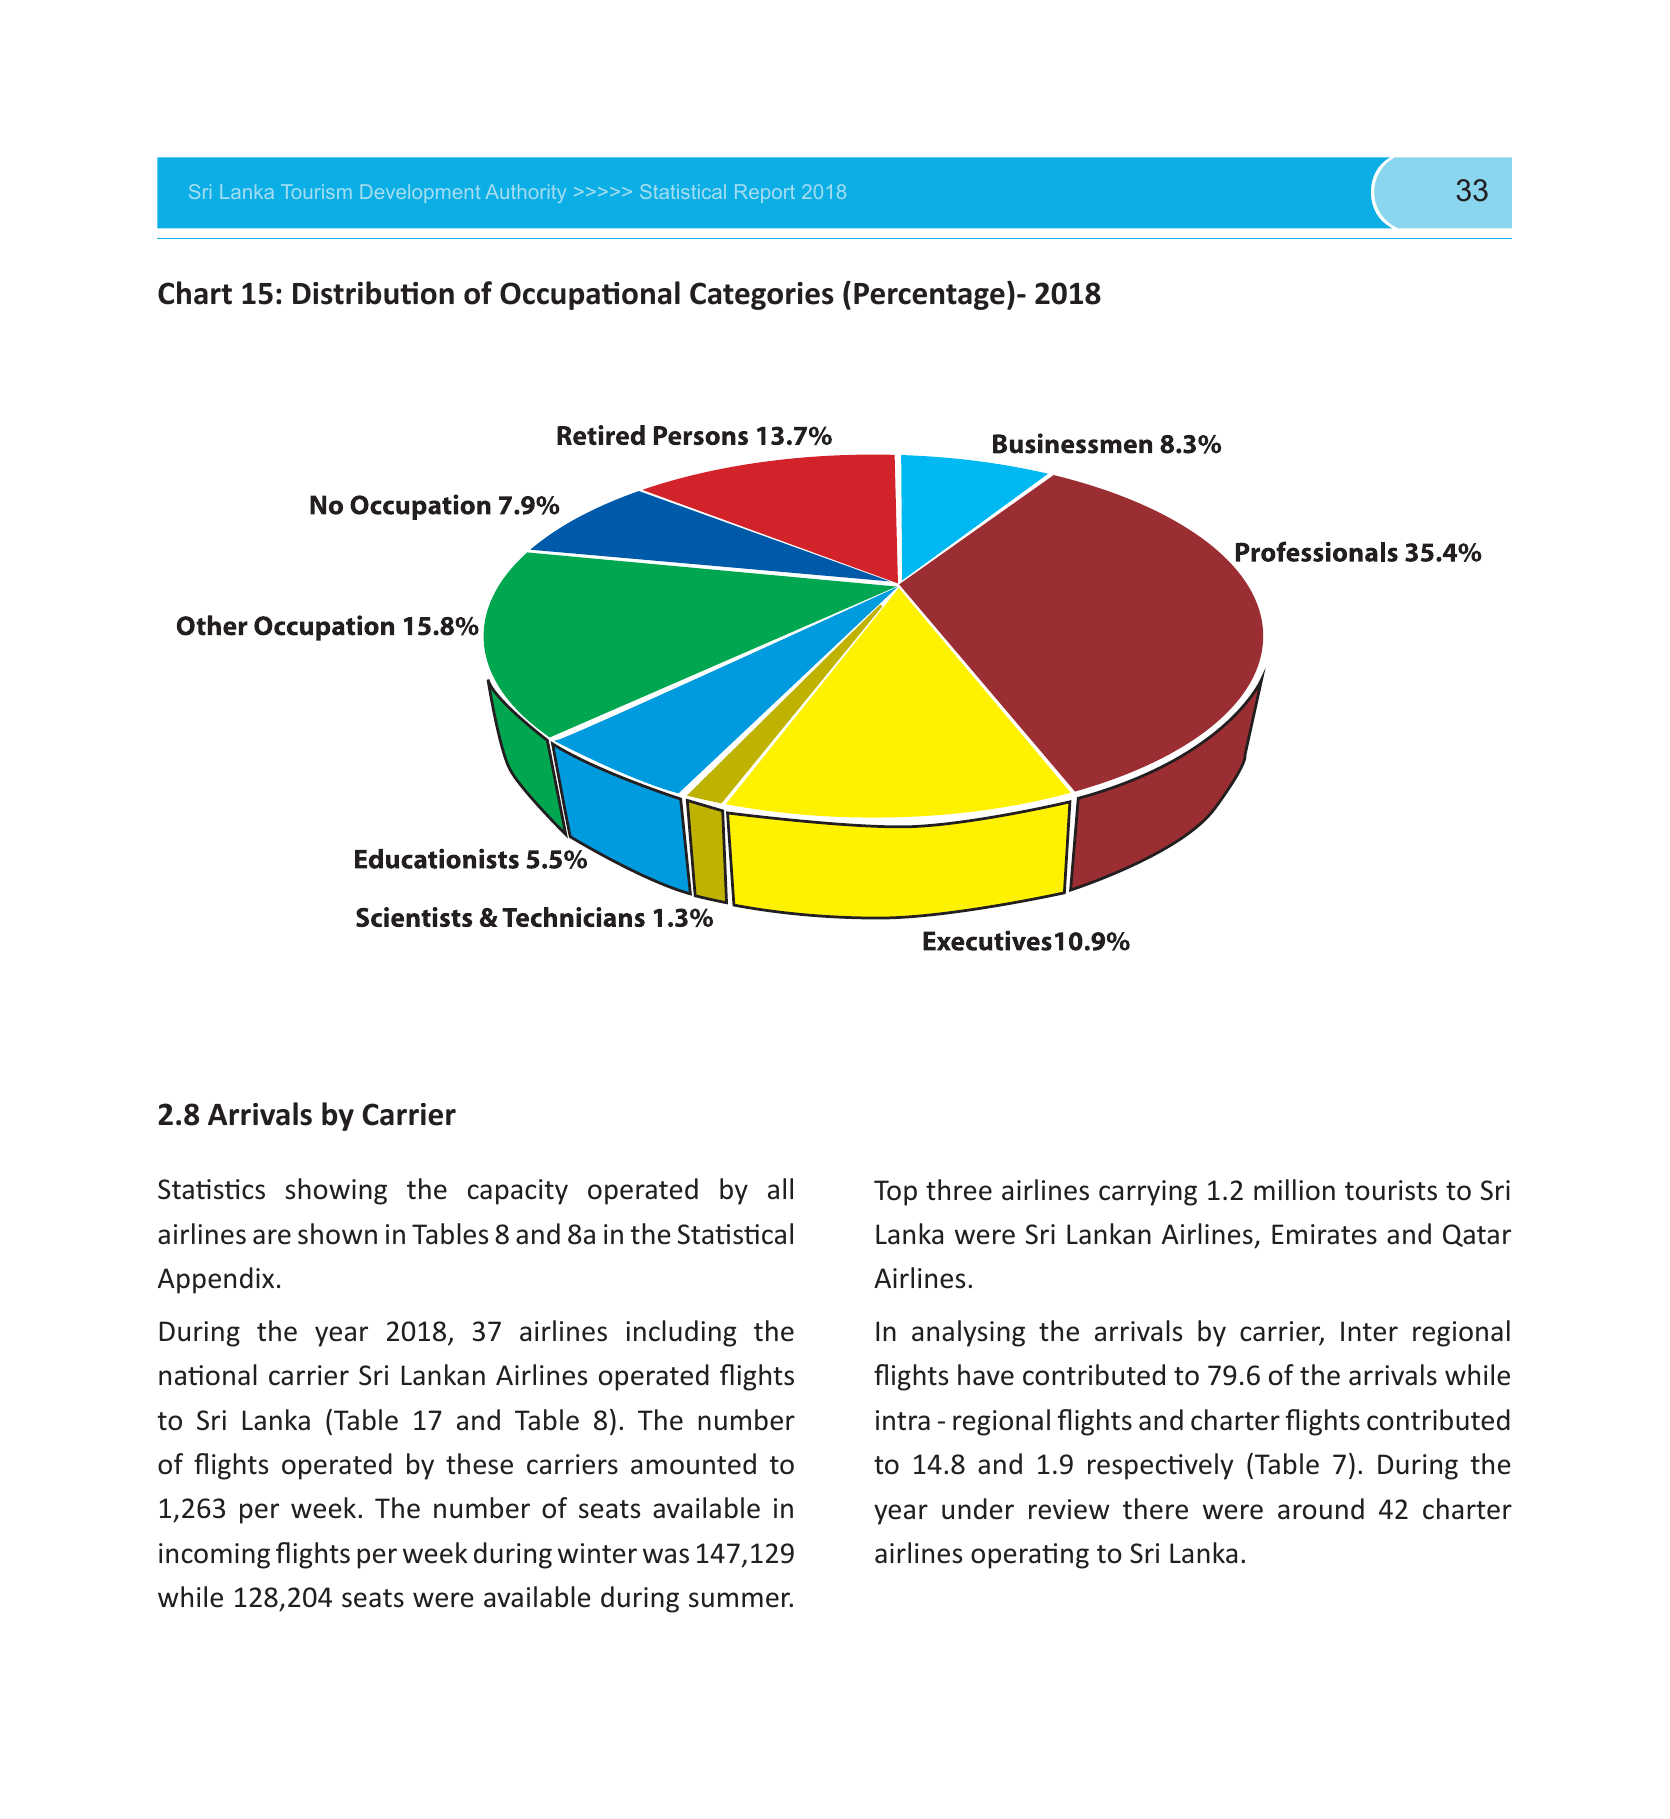 Sri Lanka Tourism Development Authority >>>>> Statistical Report 2018
33
Chart 15: Distribution of Occupational Categories (Percentage)- 2018
Retired Persons 13.7%
Businessmen 8.3%
No Occupation 7.9%
Professionals 35.4%
Other Occupation 15.8%
Educationists 5.5%
Scientists & Technicians 1.3%
Executives10.9%
2.8 Arrivals by Carrier
Statistics showing the capacity operated by all
airlines are shown in Tables 8 and 8a in the Statistical
Appendix.
During the year 2018, 37 airlines including the
national carrier Sri Lankan Airlines operated flights
to Sri Lanka (Table 17 and Table 8). The number
of flights operated by these carriers amounted to
1,263 per week. The number of seats available in
incoming flights per week during winter was 147,129
while 128,204 seats were available during summer.
Top three airlines carrying 1.2 million tourists to Sri
Lanka were Sri Lankan Airlines, Emirates and Qatar
Airlines.
In analysing the arrivals by carrier, Inter regional
flights have contributed to 79.6 of the arrivals while
intra - regional flights and charter flights contributed
to 14.8 and 1.9 respectively (Table 7). During the
year under review there were around 42 charter
airlines operating to Sri Lanka.